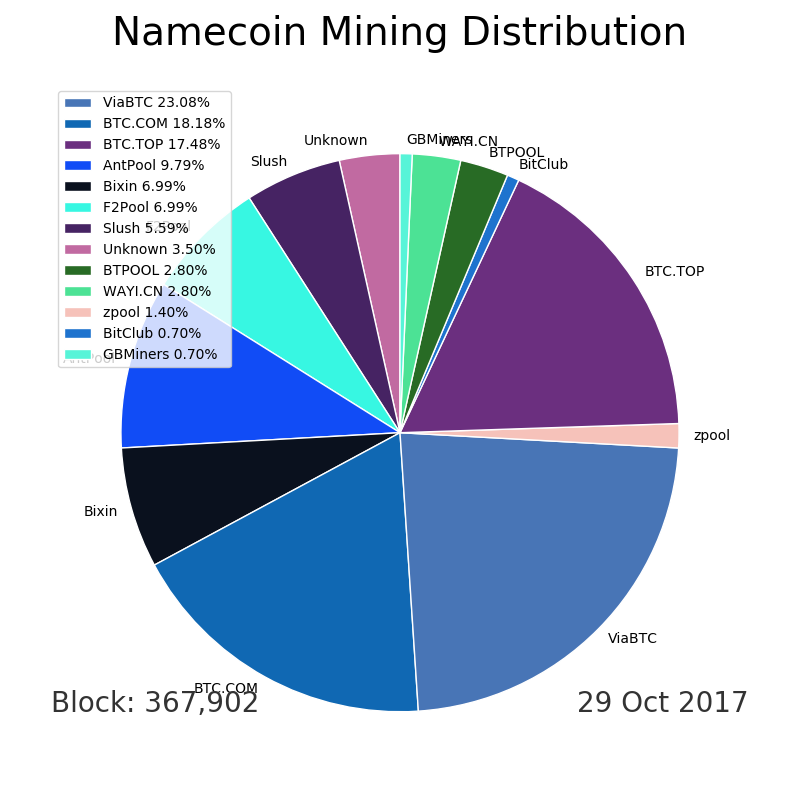 Namecoin Mining Distribution
ViaBTC 23.08%
BTC.COM 18.18%
BTC.TOP 17.48%
AntPool 9.79%
Bixin 6.99%
F2Pool 6.99%
Slush 5.59%
Unknown 3.50%
BTPOOL 2.80%
WAYI.CN 2.80%
zpool 1.40%
BitClub 0.70%
GBMiners 0.70%
Unknown
GBMiners
WAYI.CN
BTPOOL
BitClub
Slush
F2Pool
BTC.TOP
AntPool
zpool
Bixin
ViaBTC
BTC.COM
Block: 367,902
29 Oct 2017